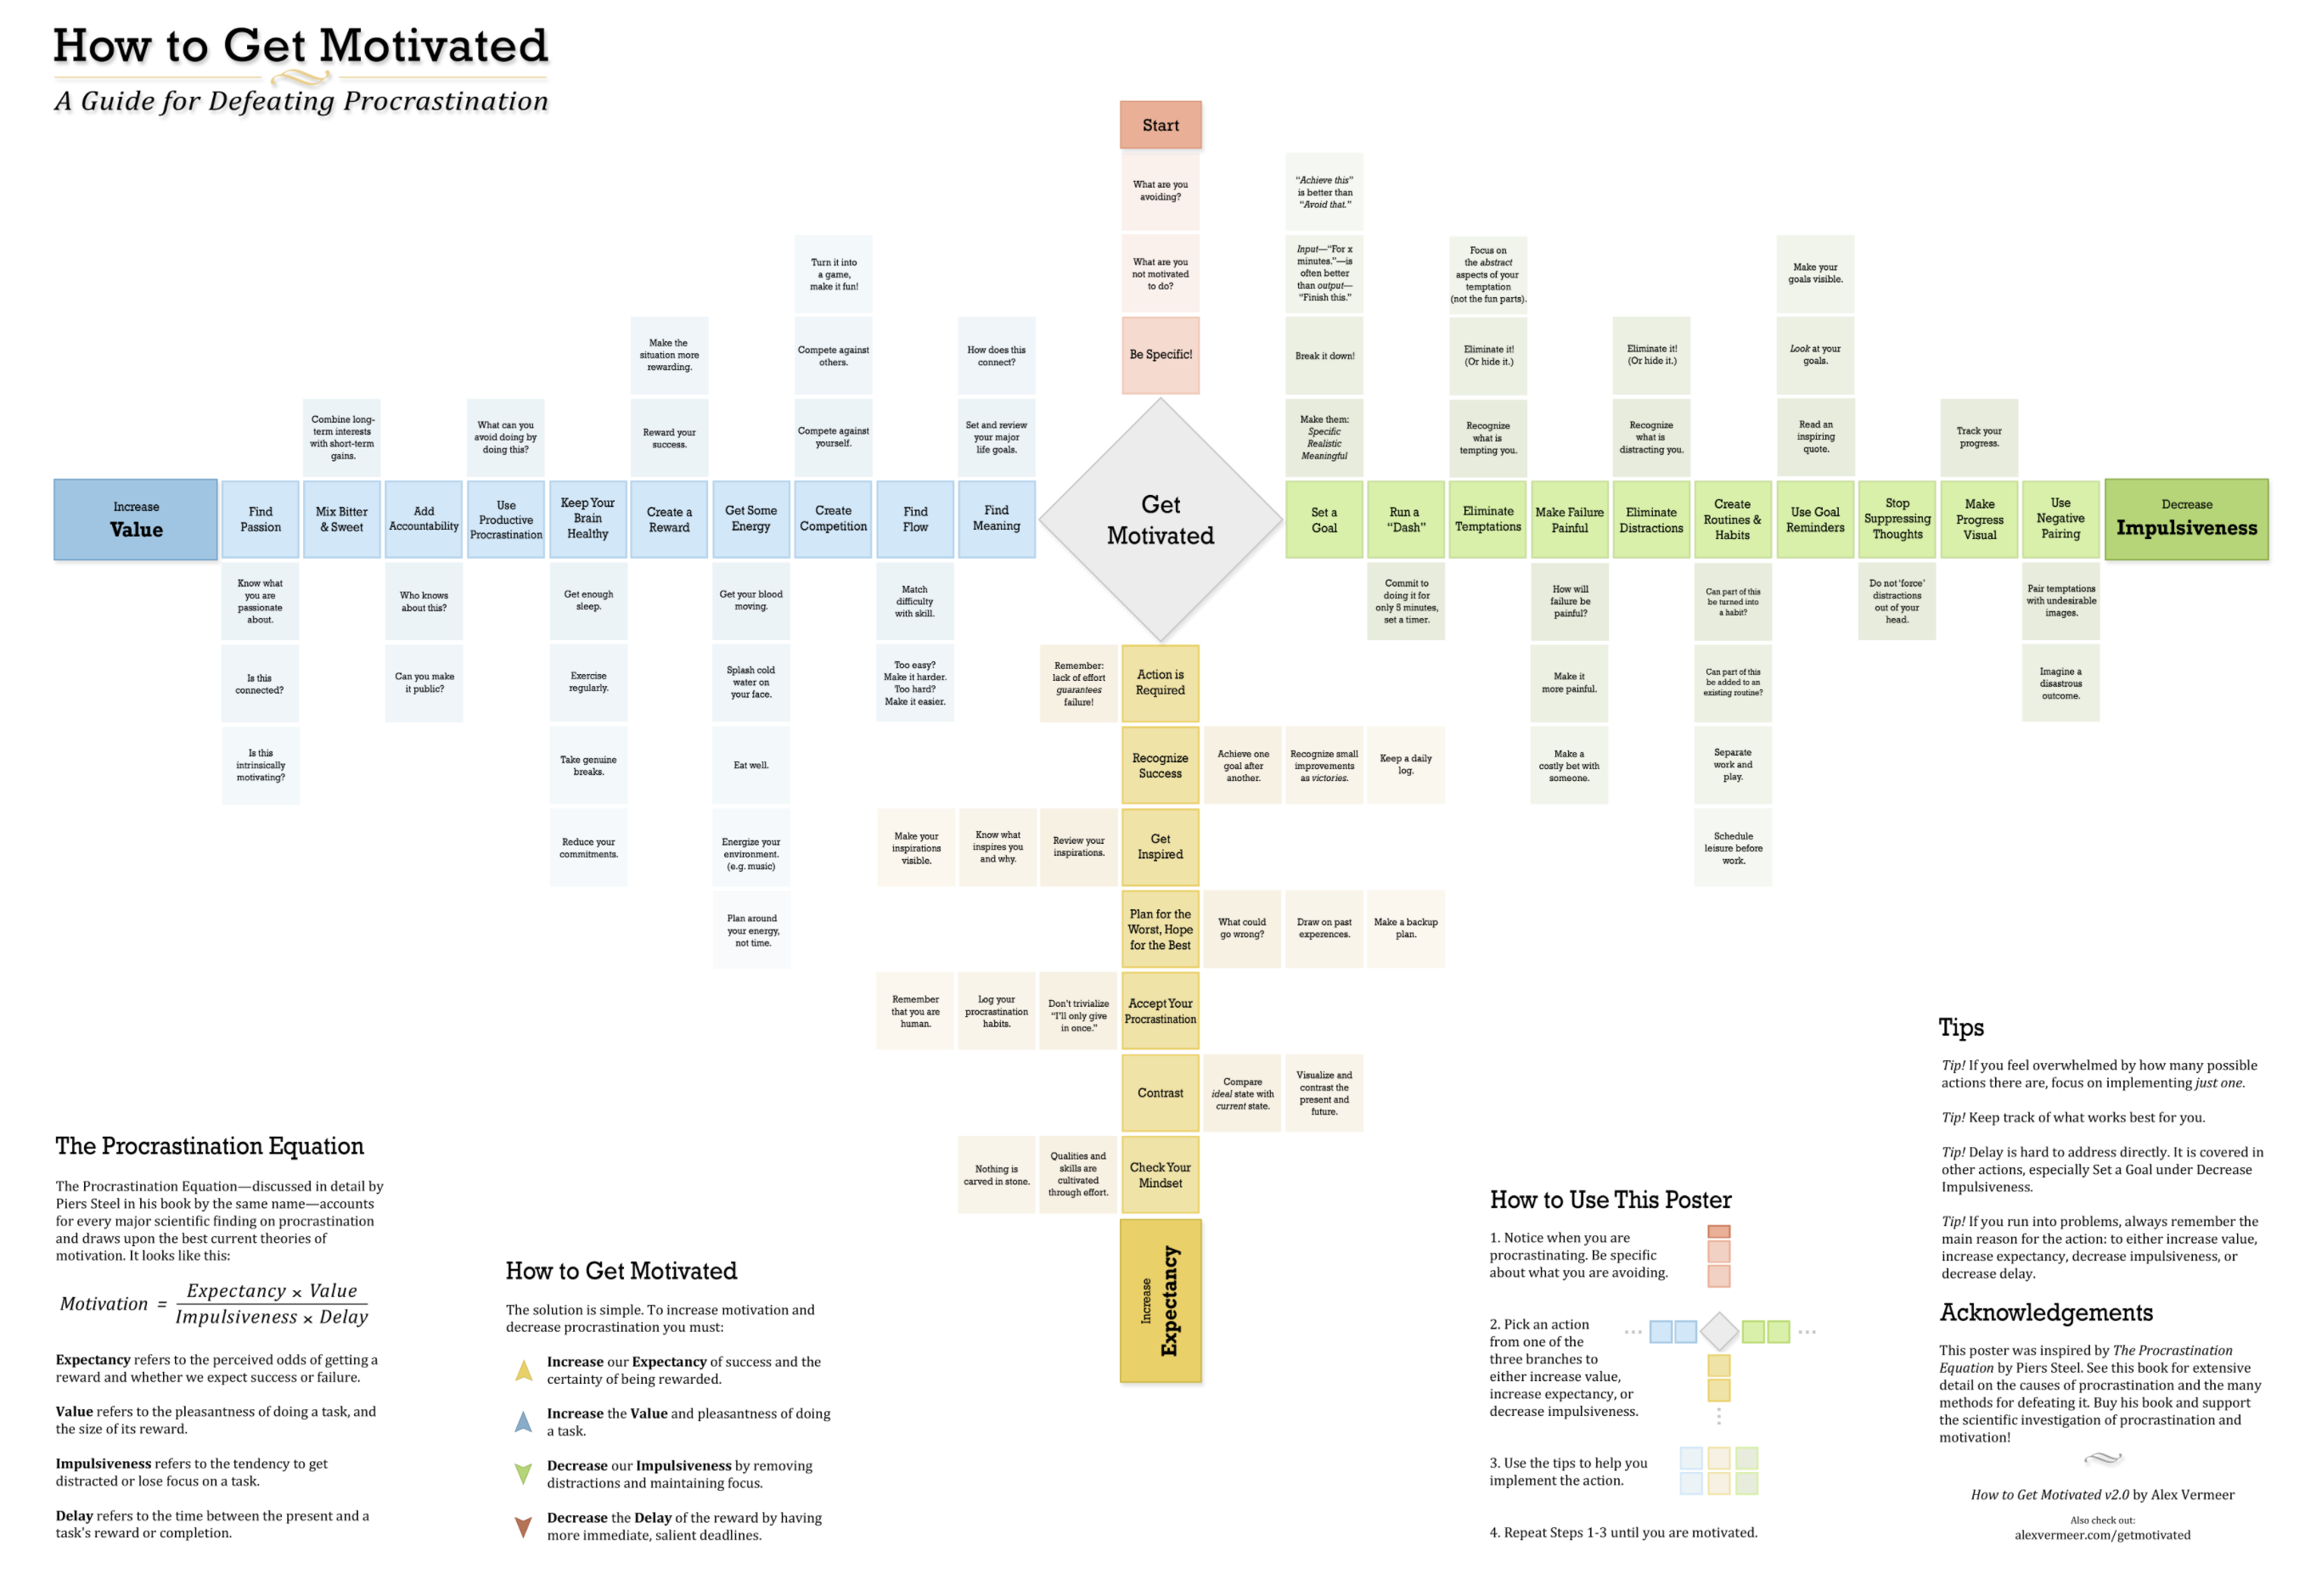 How to Get Motivated
A Guide for Defeating Procrastination
Start
What are you
avoiding?
What are you
not motivated
to do?
Be Specific!
Get
Motivated
Increase
Value
Find
Passion
Know what
you are
passionate
about.
Is this
connected?
Is this
intrinsically
motivating?
Combine long-
term interests
with short-term
gains.
Mix Bitter
& Sweet
Add
Accountability
Who knows
about this?
Can you make
it public?
What can you
avoid doing by
doing this?
Use
Productive
Procrastination
Keep Your
Brain
Healthy
Get enough
sleep.
Exercise
regularly.
Take genuine
breaks.
Reduce your
commitments.
Make the
situation more
rewarding.
Reward your
success.
Create a
Reward
Get Some
Energy
Get your blood
moving.
Splash cold
water on
your face.
Eat well.
Energize your
environment.
(e.g. music)
Plan around
your energy,
not time.
Turn it into
a game,
make it fun!
Compete against
others.
Compete against
yourself.
Create
Competition
Find
Flow
Match
difficulty
with skill.
Too easy?
Make it harder.
Too hard?
Make it easier.
How does this
connect?
Set and review
your major
life goals.
Find
Meaning
"Achieve this"
is better than
"Avoid that."
Input—"For x
minutes."—is
often better
than output—
"Finish this."
Break it down!
Make them:
Specific
Realistic
Meaningful
Set a
Goal
Run a
"Dash"
Commit to
doing it for
only 5 minutes,
set a timer.
Focus on
the abstract
aspects of your
temptation
(not the fun parts).
Eliminate it!
(Or hide it.)
Recognize
what is
tempting you.
Eliminate
Temptations
Make Failure
Painful
How will
failure be
painful?
Make it
more painful.
Make a
costly bet with
someone.
Eliminate it!
(Or hide it.)
Recognize
what is
distracting you.
Eliminate
Distractions
Create
Routines &
Habits
Can part of this
be turned into
a habit?
Can part of this
be added to an
existing routine?
Separate
work and
play.
Schedule
leisure before
work.
Make your
goals visible.
Look at your
goals.
Read an
inspiring
quote.
Use Goal
Reminders
Stop
Suppressing
Thoughts
Do not 'force'
distractions
out of your
head.
Track your
progress.
Make
Progress
Visual
Use
Negative
Pairing
Pair temptations
with undesirable
images.
Imagine a
disastrous
outcome.
Decrease
Impulsiveness
Remember:
lack of effort
guarantees
failure!
Action is
Required
Recognize
Success
Achieve one
goal after
another.
Recognize small
improvements
as victories.
Keep a daily
log.
Make your
inspirations
visible.
Know what
inspires you
and why.
Review your
inspirations.
Get
Inspired
Plan for the
Worst, Hope
for the Best
What could
go wrong?
Draw on past
experences.
Make a backup
plan.
Remember
that you are
human.
Log your
procrastination
habits.
Don't trivialize
"I'll only give
in once."
Accept Your
Procrastination
Contrast
Compare
ideal state with
current state.
Visualize and
contrast the
present and
future.
Nothing is
carved in stone.
Qualities and
skills are
cultivated
through effort.
Check Your
Mindset
Increase
Expectancy
The Procrastination Equation
The Procrastination Equation—discussed in detail by
Piers Steel in his book by the same name—accounts
for every major scientific finding on procrastination
and draws upon the best current theories of
motivation. It looks like this:
Motivation = Expectancy × Value
Impulsiveness × Delay
Expectancy refers to the perceived odds of getting a
reward and whether we expect success or failure.
Value refers to the pleasantness of doing a task, and
the size of its reward.
Impulsiveness refers to the tendency to get
distracted or lose focus on a task.
Delay refers to the time between the present and a
task's reward or completion.
How to Get Motivated
The solution is simple. To increase motivation and
decrease procrastination you must:
Increase our Expectancy of success and the
certainty of being rewarded.
Increase the Value and pleasantness of doing
a task.
Decrease our Impulsiveness by removing
distractions and maintaining focus.
Decrease the Delay of the reward by having
more immediate, salient deadlines.
How to Use This Poster
1. Notice when you are
procrastinating. Be specific
about what you are avoiding.
2. Pick an action
from one of the
three branches to
either increase value,
increase expectancy, or
decrease impulsiveness.
3. Use the tips to help you
implement the action.
4. Repeat Steps 1-3 until you are motivated.
Tips
Tip! If you feel overwhelmed by how many possible
actions there are, focus on implementing just one.
Tip! Keep track of what works best for you.
Tip! Delay is hard to address directly. It is covered in
other actions, especially Set a Goal under Decrease
Impulsiveness.
Tip! If you run into problems, always remember the
main reason for the action: to either increase value,
increase expectancy, decrease impulsiveness, or
decrease delay.
Acknowledgements
This poster was inspired by The Procrastination
Equation by Piers Steel. See this book for extensive
detail on the causes of procrastination and the many
methods for defeating it. Buy his book and support
the scientific investigation of procrastination and
motivation!
How to Get Motivated v2.0 by Alex Vermeer
Also check out:
alexvermeer.com/getmotivated